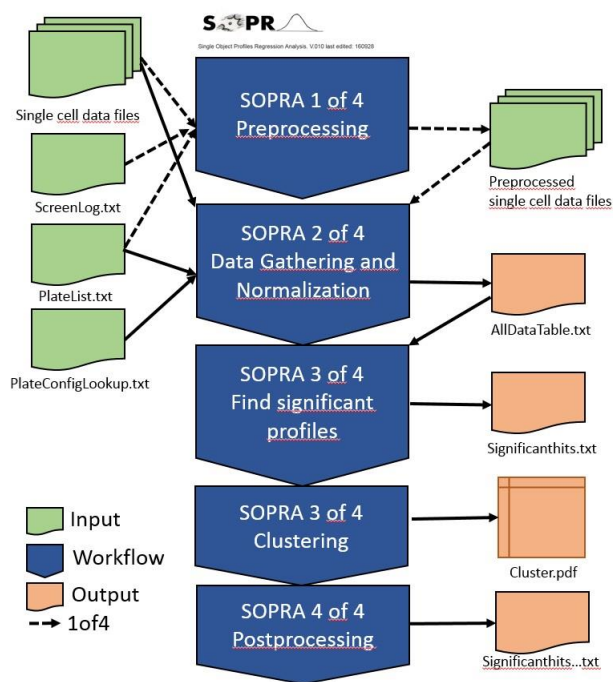 S PR
Single Object Profiles Regression Analysis. V.010 last edited: 160928
SOPRA 1 of 4
Preprocessing
Single cell data files
ScreenLog.txt
Preprocessed
single cell data files
SOPRA 2 of 4
Data Gathering and
Normalization
PlateList.txt
AllDataTable.txt
PlateConfigLookup.txt
SOPRA 3 of 4
Find significant
profiles
Significanthits.txt
SOPRA 3 of 4
Clustering
Cluster.pdf
SOPRA 4 of 4
Postprocessing
Significanthits...txt
Input
Workflow
Output
1of4